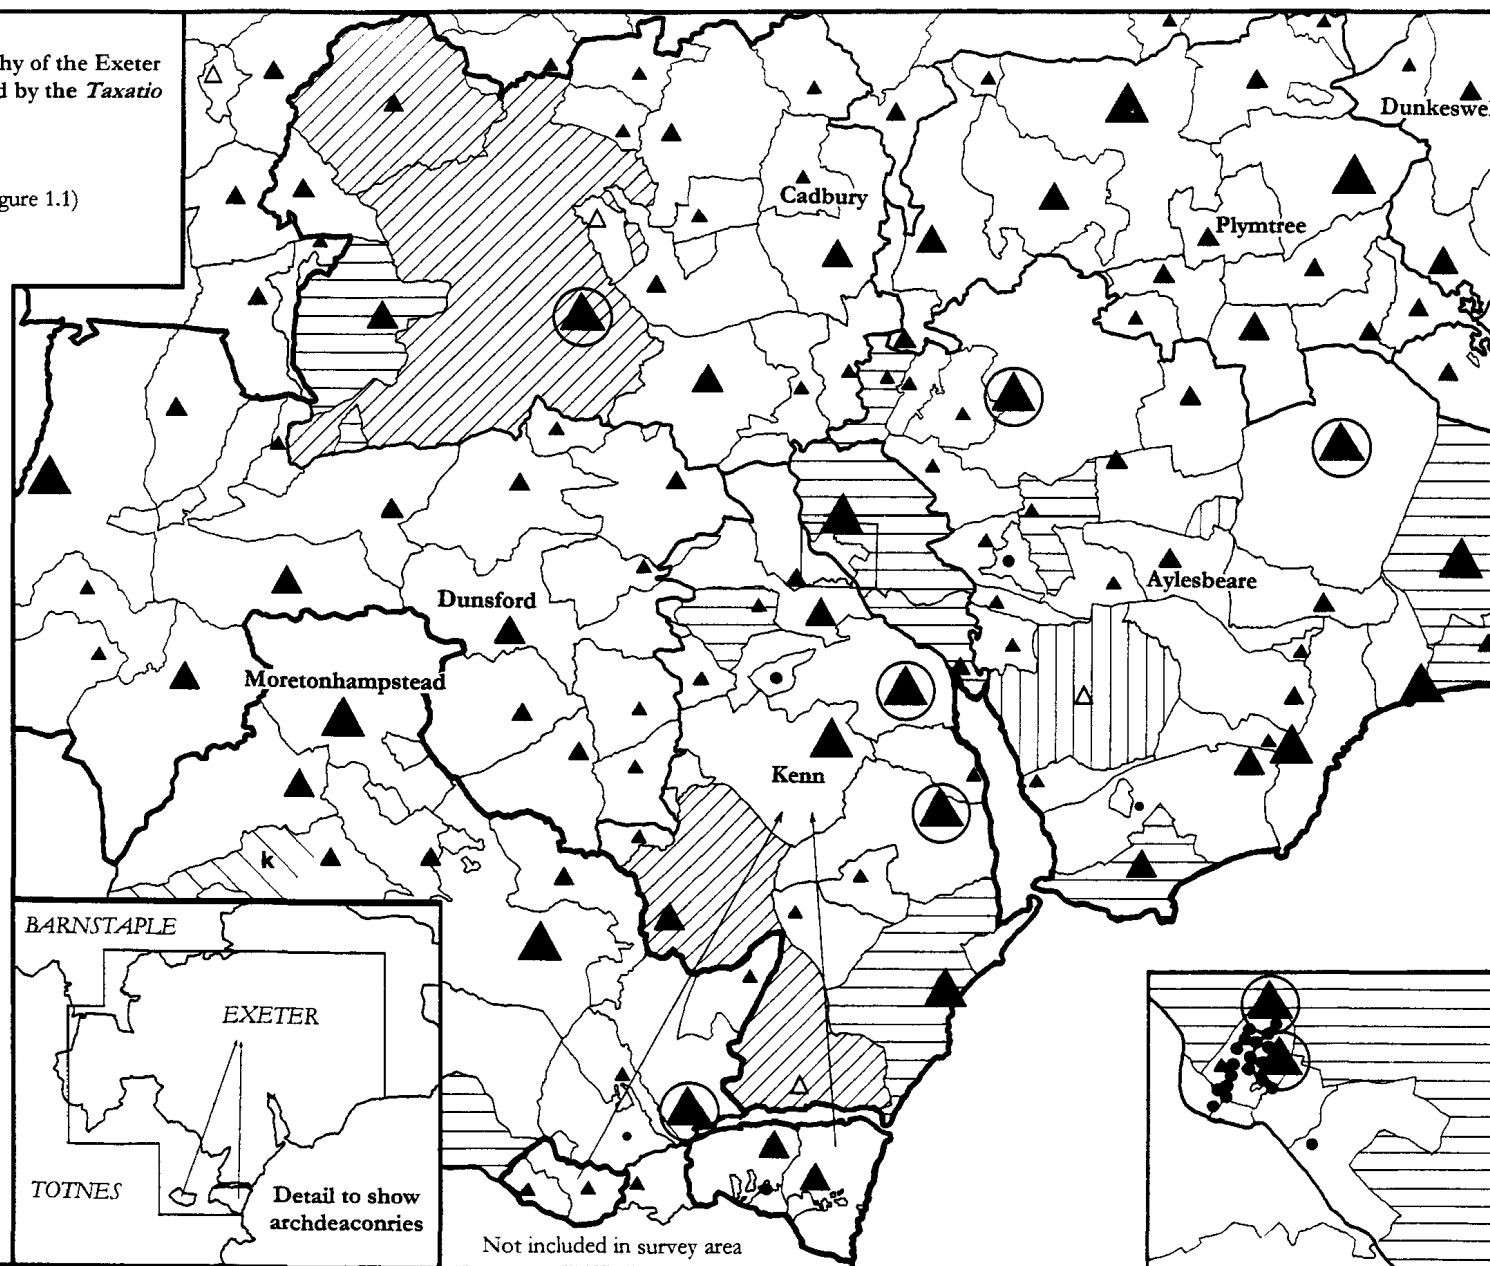 hy of the Exeter
d by the Taxatio
gure 1.1)
Dunkeswel
Cadbury
Plymtree
Dunsford
Aylesbeare
Moretonhampstead
Kenn
k
BARNSTAPLE
EXETER
TOTNES
Detail to show
archdeaconries
Not included in survey area